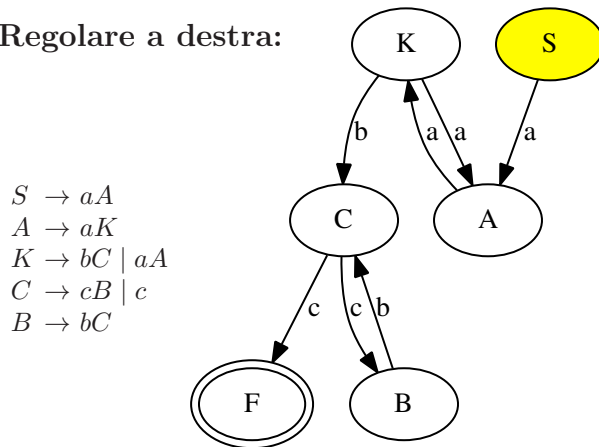 Regolare a destra:
K
S
b
a
a
a
S → aA
A → aK
K → bC | aA
C → cB | c
B → bC
C
A
c
c
b
F
B